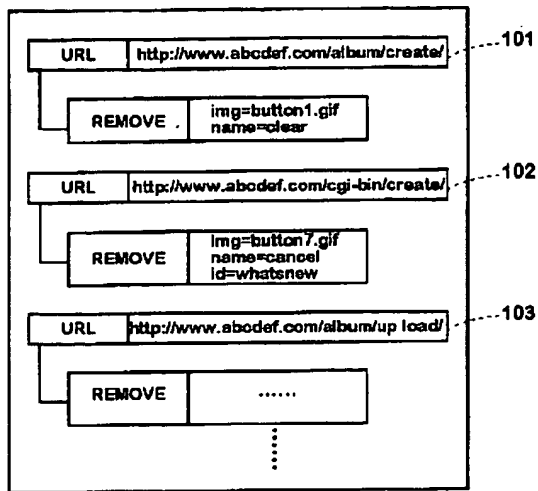 URL http://www.abcdef.com/album/create/ 101
REMOVE img=button1.gif
name=clear
URL http://www.abcdef.com/cgi-bin/create/ 102
REMOVE img=button7.gif
name=cancel
id=whatsnew
URL http://www.abcdef.com/album/up load/ 103
REMOVE ......